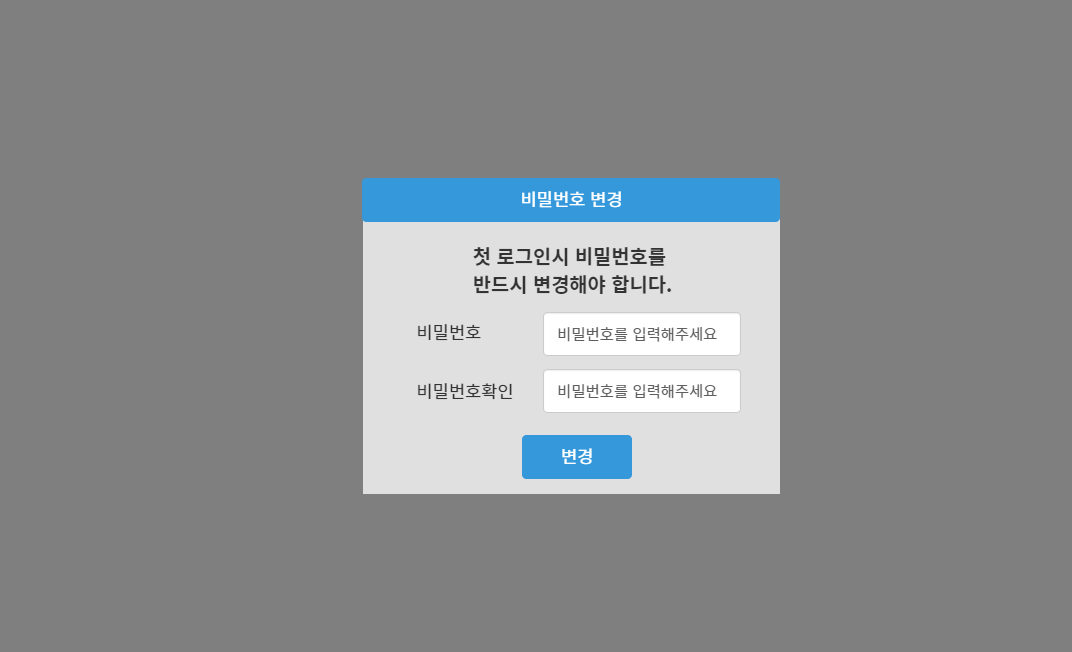 비밀번호 변경
첫 로그인시 비밀번호를
반드시 변경해야 합니다.
비밀번호 비밀번호를 입력해주세요
비밀번호확인 비밀번호를 입력해주세요
변경